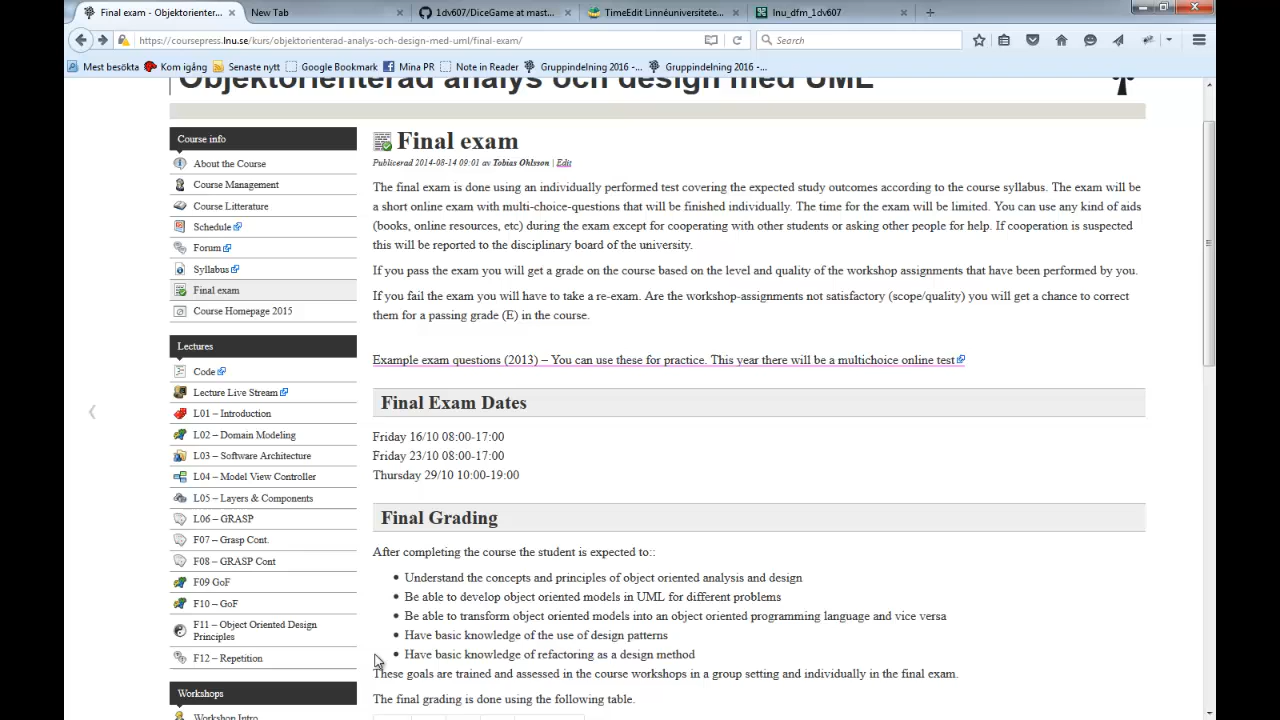 Final exam - Objektorienter...
New Tab
1dv607/DiceGame at mast...
TimeEdit Linnéuniversitete...
lnu_dfm_1dv607
https://coursepress.lnu.se/kurs/objektorienterad-analys-och-design-med-uml/final-exam/
Search
Mest besökta
Kom igång
Senaste nytt
Google Bookmark
Mina PR
Note in Reader
Gruppindelning 2016 -...
Gruppindelning 2016 -...
Objektorienterad analys och design med UML
Course info
About the Course
Course Management
Course Litterature
Schedule
Forum
Syllabus
Final exam
Course Homepage 2015
Lectures
Code
Lecture Live Stream
L01 – Introduction
L02 – Domain Modeling
L03 – Software Architecture
L04 – Model View Controller
L05 – Layers & Components
L06 – GRASP
F07 – Grasp Cont.
F08 – GRASP Cont
F09 GoF
F10 – GoF
F11 – Object Oriented Design
Principles
F12 – Repetition
Workshops
Workshop Intro
Final exam
Publicerad 2014-08-14 09:01 av Tobias Ohlsson | Edit
The final exam is done using an individually performed test covering the expected study outcomes according to the course syllabus. The exam will be
a short online exam with multi-choice-questions that will be finished individually. The time for the exam will be limited. You can use any kind of aids
(books, online resources, etc) during the exam except for cooperating with other students or asking other people for help. If cooperation is suspected
this will be reported to the disciplinary board of the university.
If you pass the exam you will get a grade on the course based on the level and quality of the workshop assignments that have been performed by you.
If you fail the exam you will have to take a re-exam. Are the workshop-assignments not satisfactory (scope/quality) you will get a chance to correct
them for a passing grade (E) in the course.
Example exam questions (2013) – You can use these for practice. This year there will be a multichoice online test
Final Exam Dates
Friday 16/10 08:00-17:00
Friday 23/10 08:00-17:00
Thursday 29/10 10:00-19:00
Final Grading
After completing the course the student is expected to::
Understand the concepts and principles of object oriented analysis and design
Be able to develop object oriented models in UML for different problems
Be able to transform object oriented models into an object oriented programming language and vice versa
Have basic knowledge of the use of design patterns
Have basic knowledge of refactoring as a design method
These goals are trained and assessed in the course workshops in a group setting and individually in the final exam.
The final grading is done using the following table.